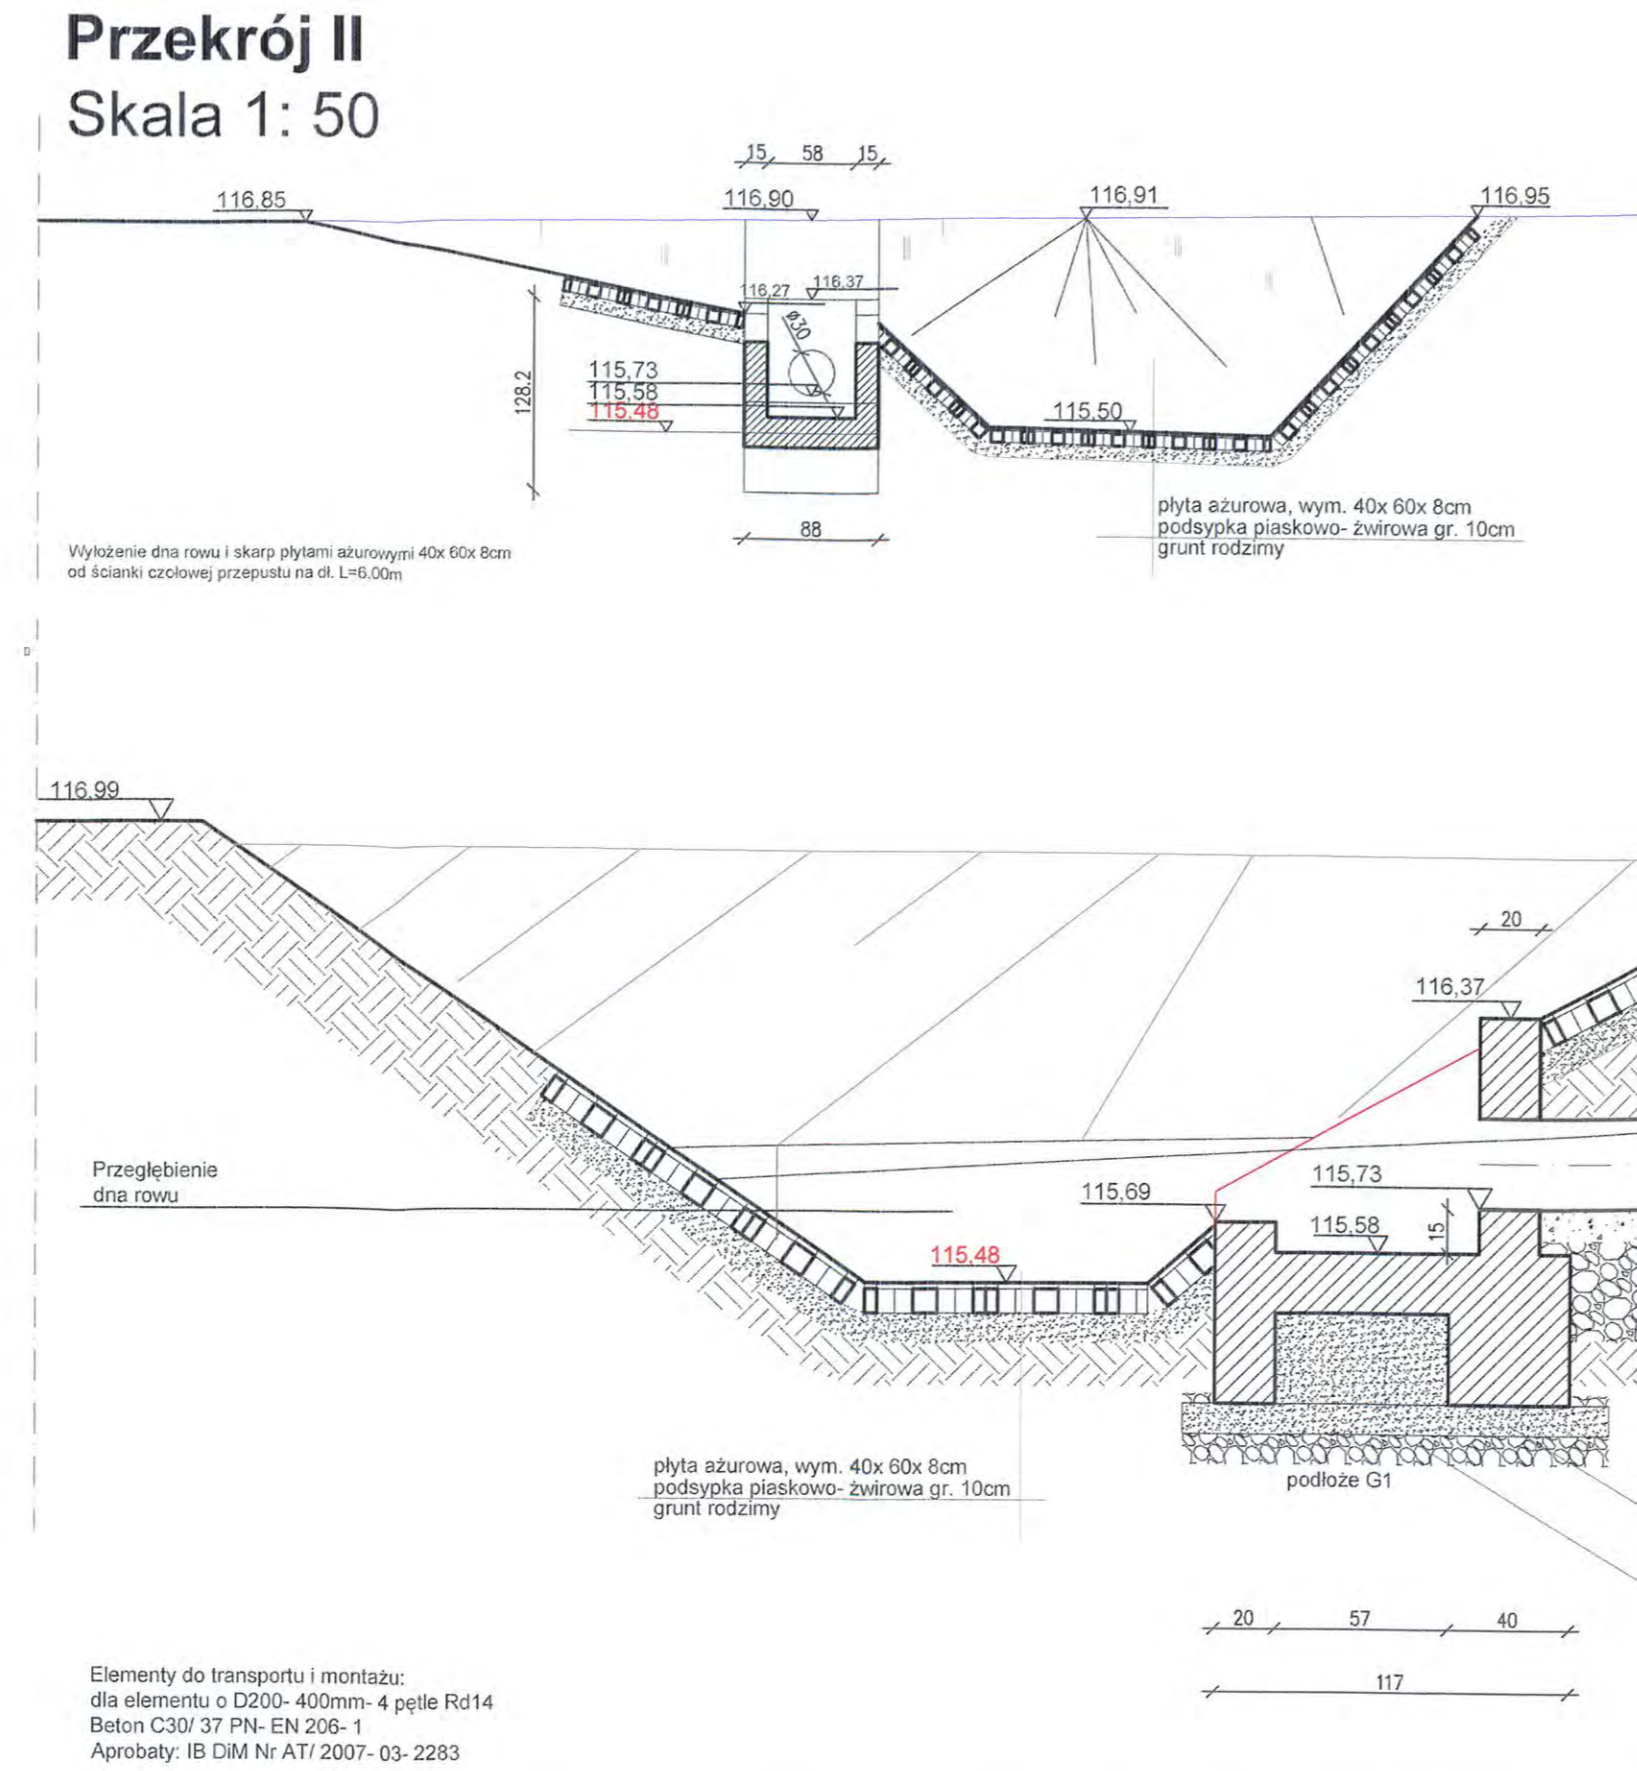 Przekrój II
Skala 1: 50
15 58 15
116,85
116,90
116,91
116,95
116,27
116,37
ø30
115,73
115,58
115,48
128.2
115,50
88
płyta ażurowa, wym. 40x 60x 8cm
podsypka piaskowo- żwirowa gr. 10cm
grunt rodzimy
Wyłożenie dna rowu i skarp płytami ażurowymi 40x 60x 8cm
od ścianki czołowej przepustu na dł. L=6.00m
116,99
20
116,37
Przegłębienie
dna rowu
115,69
115,73
115,58
15
115,48
płyta ażurowa, wym. 40x 60x 8cm
podsypka piaskowo- żwirowa gr. 10cm
grunt rodzimy
podłoże G1
20 57 40
117
Elementy do transportu i montażu:
dla elementu o D200- 400mm- 4 pętle Rd14
Beton C30/ 37 PN- EN 206- 1
Aprobaty: IB DiM Nr AT/ 2007- 03- 2283